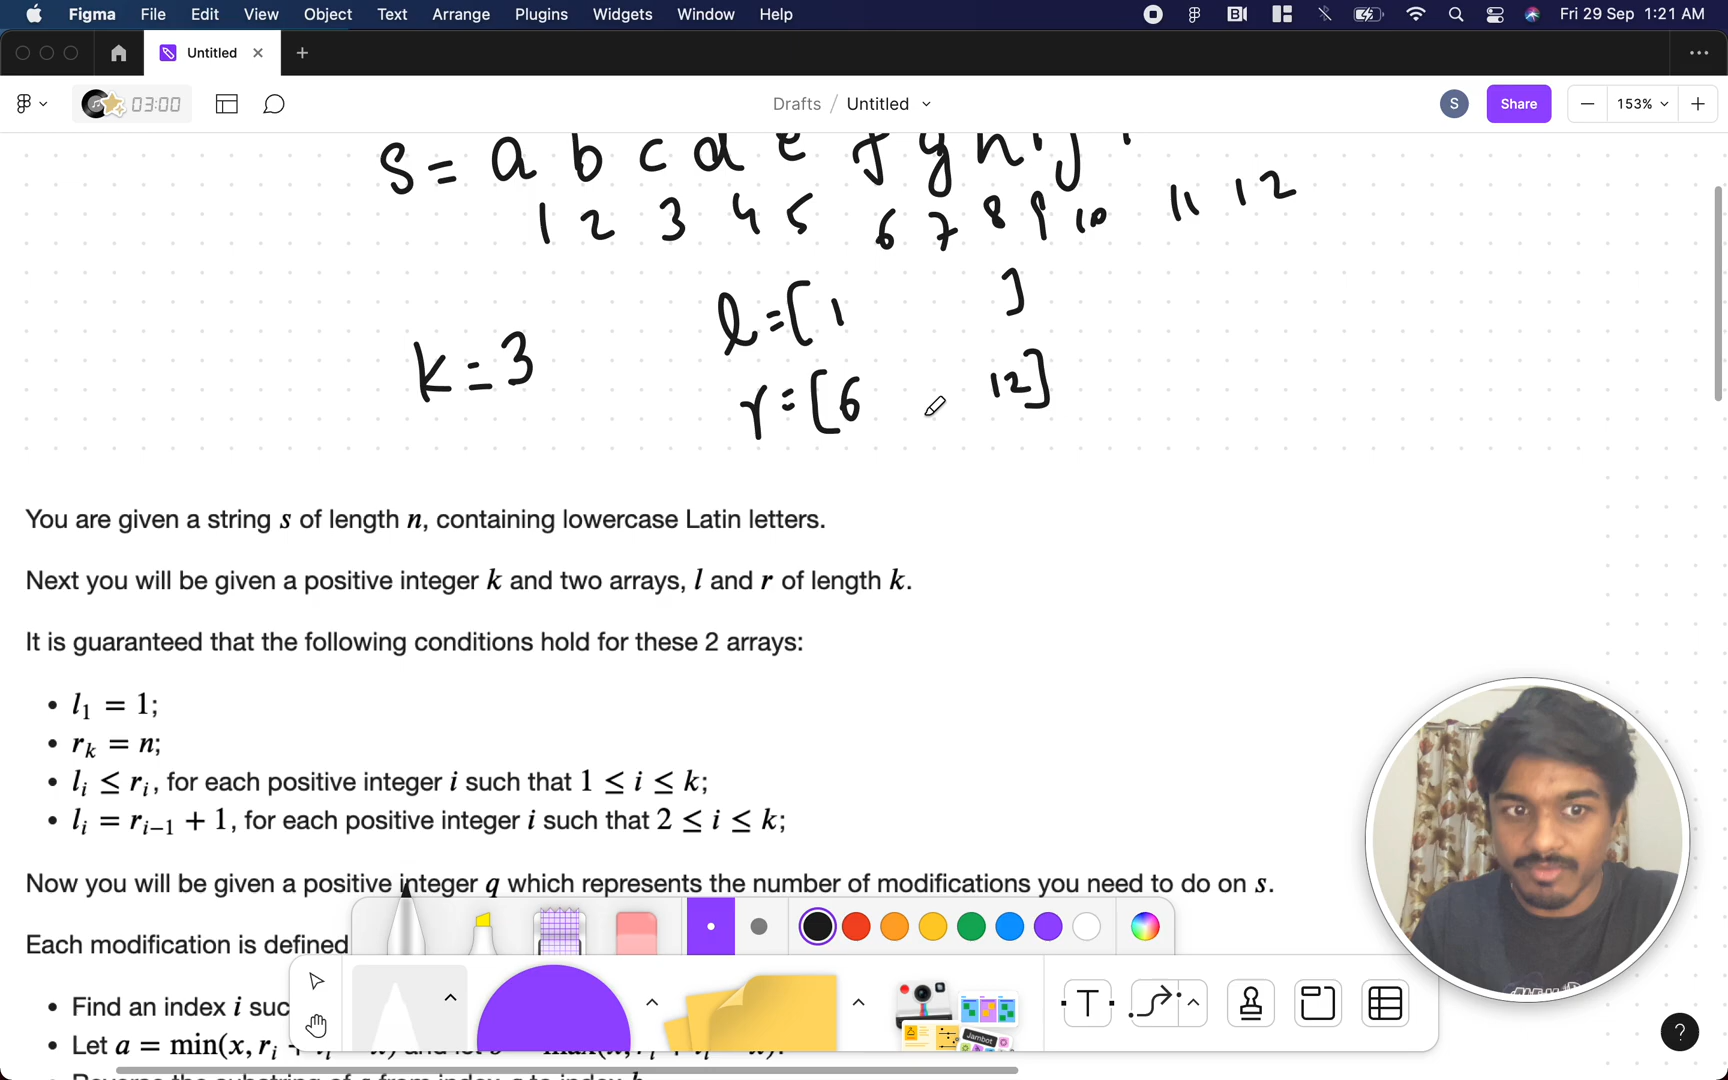 Figma File Edit View Object Text Arrange Plugins Widgets Window Help Fri 29 Sep 1:21 AM
Untitled
03:00 Drafts / Untitled S Share 153%
S = a b c d e f g h i j
1 2 3 4 5 6 7 8 9 10 11 12
l = [ 1 ]
k = 3
r = [ 6 12 ]
You are given a string s of length n, containing lowercase Latin letters.
Next you will be given a positive integer k and two arrays, l and r of length k.
It is guaranteed that the following conditions hold for these 2 arrays:
• l₁ = 1;
• rₖ = n;
• lᵢ ≤ rᵢ, for each positive integer i such that 1 ≤ i ≤ k;
• lᵢ = rᵢ₋₁ + 1, for each positive integer i such that 2 ≤ i ≤ k;
Now you will be given a positive integer q which represents the number of modifications you need to do on s.
Each modification is defined
• Find an index i suc
• Let a = min(x, rᵢ +
T
Jambot
?